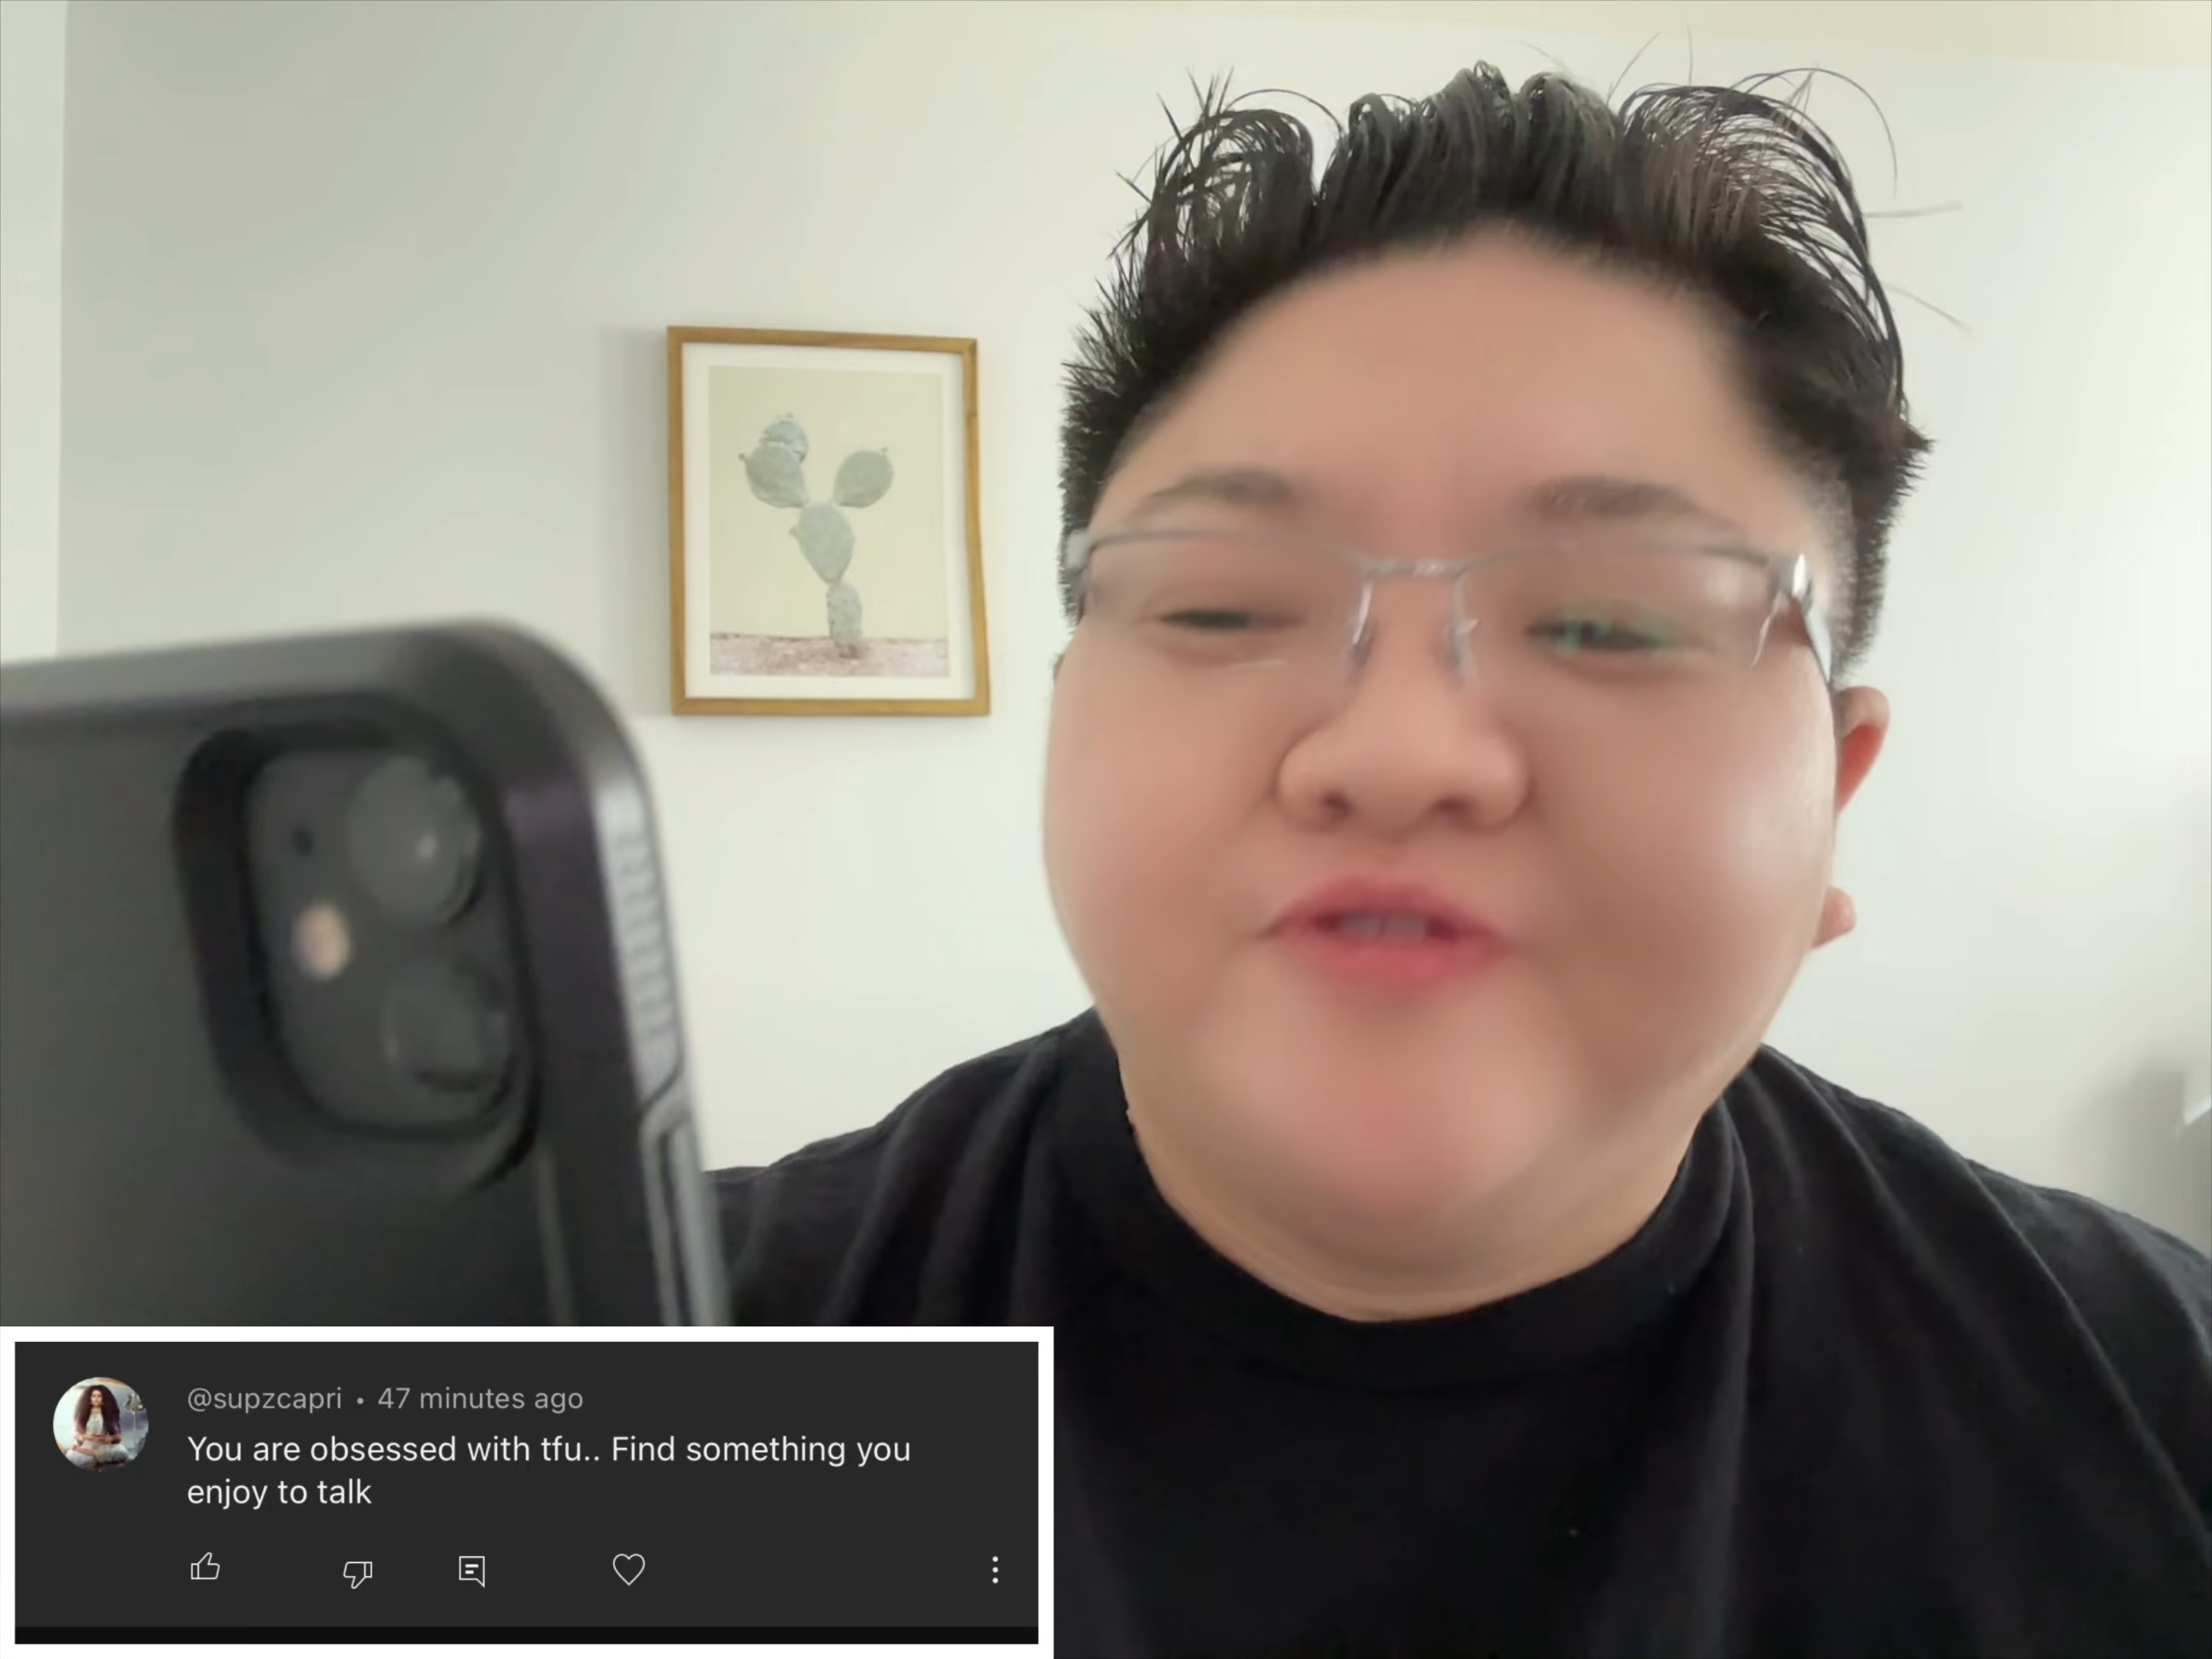 @supzcapri • 47 minutes ago
You are obsessed with tfu.. Find something you
enjoy to talk